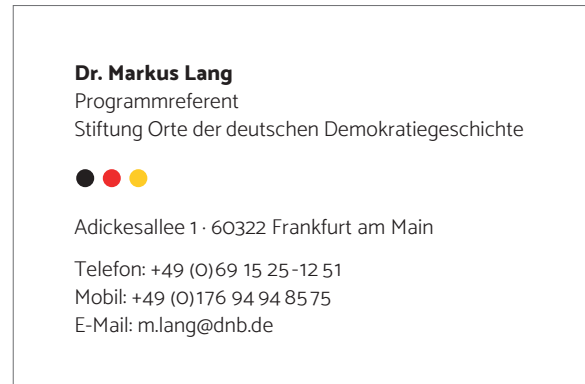 Dr. Markus Lang
Programmreferent
Stiftung Orte der deutschen Demokratiegeschichte
Adickesallee 1 · 60322 Frankfurt am Main
Telefon: +49 (0)69 15 25-12 51
Mobil: +49 (0)176 94 94 85 75
E-Mail: m.lang@dnb.de